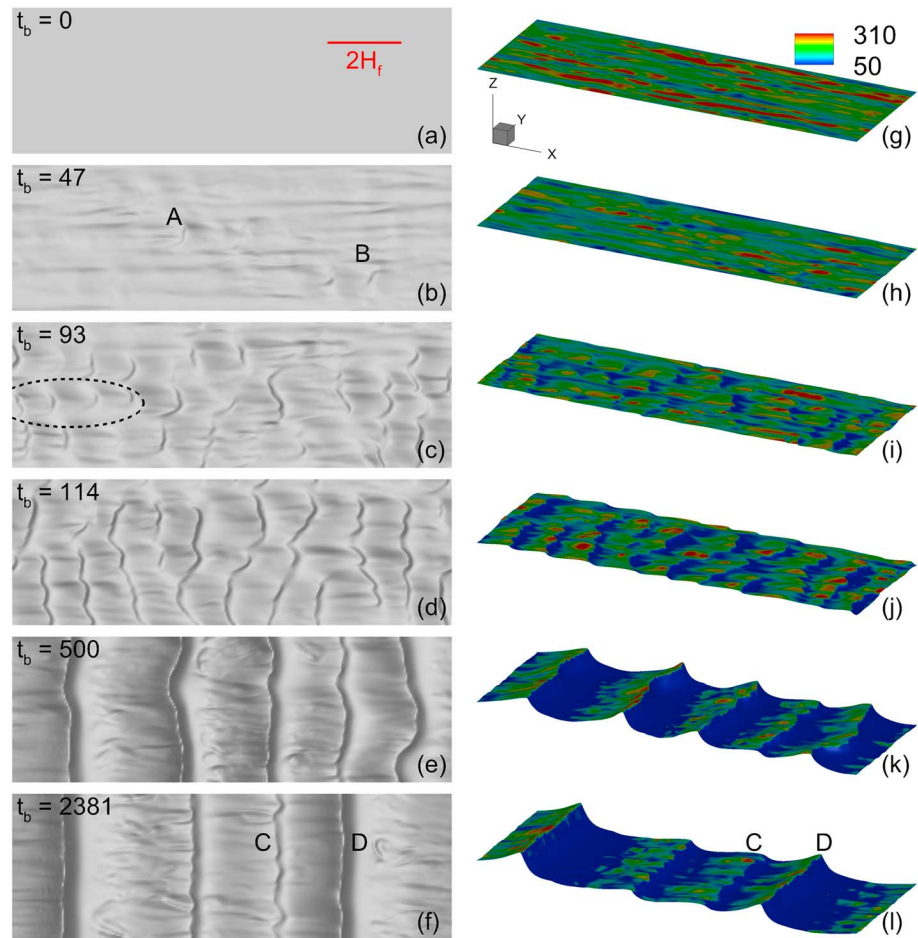 t_b = 0
2H_f
(a)
310
50
Z
Y
X
(g)
t_b = 47
A
B
(b)
(h)
t_b = 93
(c)
(i)
t_b = 114
(d)
(j)
t_b = 500
(e)
(k)
t_b = 2381
C
D
(f)
C
D
(l)